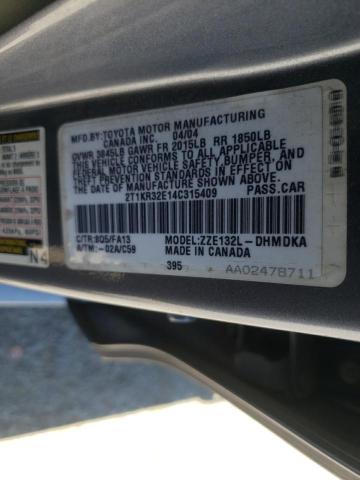 MFD.BY:TOYOTA MOTOR MANUFACTURING
CANADA INC. 04/04
GVWR 3845LB GAWR FR 2015LB RR 1850LB
THIS VEHICLE CONFORMS TO ALL APPLICABLE
FEDERAL MOTOR VEHICLE SAFETY, BUMPER, AND
THEFT PREVENTION STANDARDS IN EFFECT ON
THE DATE OF MANUFACTURE SHOWN ABOVE.
2T1KR32E14C315409 PASS.CAR
C/TR:8Q5/FA13 MODEL:ZZE132L-DHMDKA
A/TM:-02A/C59 MADE IN CANADA
395 AA02478711
N4